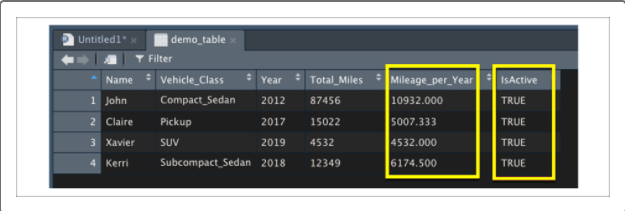 Untitled1* × demo_table ×
Filter
Name Vehicle_Class Year Total_Miles Mileage_per_Year IsActive
1 John Compact_Sedan 2012 87456 10932.000 TRUE
2 Claire Pickup 2017 15022 5007.333 TRUE
3 Xavier SUV 2019 4532 4532.000 TRUE
4 Kerri Subcompact_Sedan 2018 12349 6174.500 TRUE